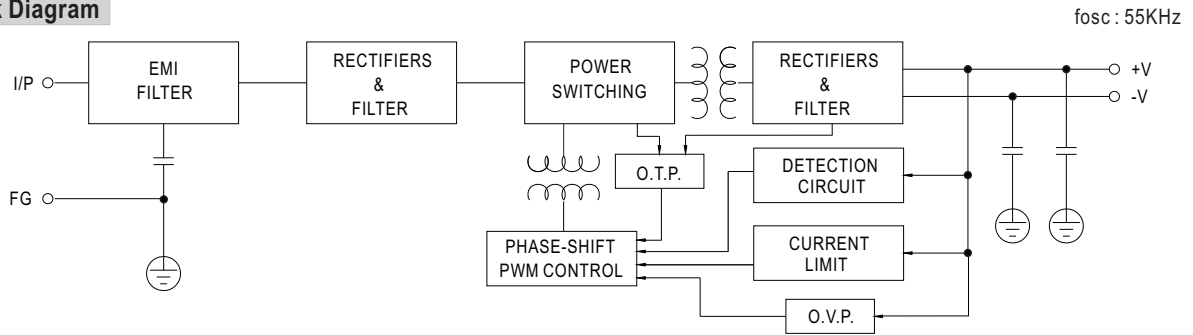 Diagram
fosc : 55KHz
I/P
EMI
FILTER
RECTIFIERS
&
FILTER
POWER
SWITCHING
RECTIFIERS
&
FILTER
+V
-V
O.T.P.
DETECTION
CIRCUIT
FG
PHASE-SHIFT
PWM CONTROL
CURRENT
LIMIT
O.V.P.